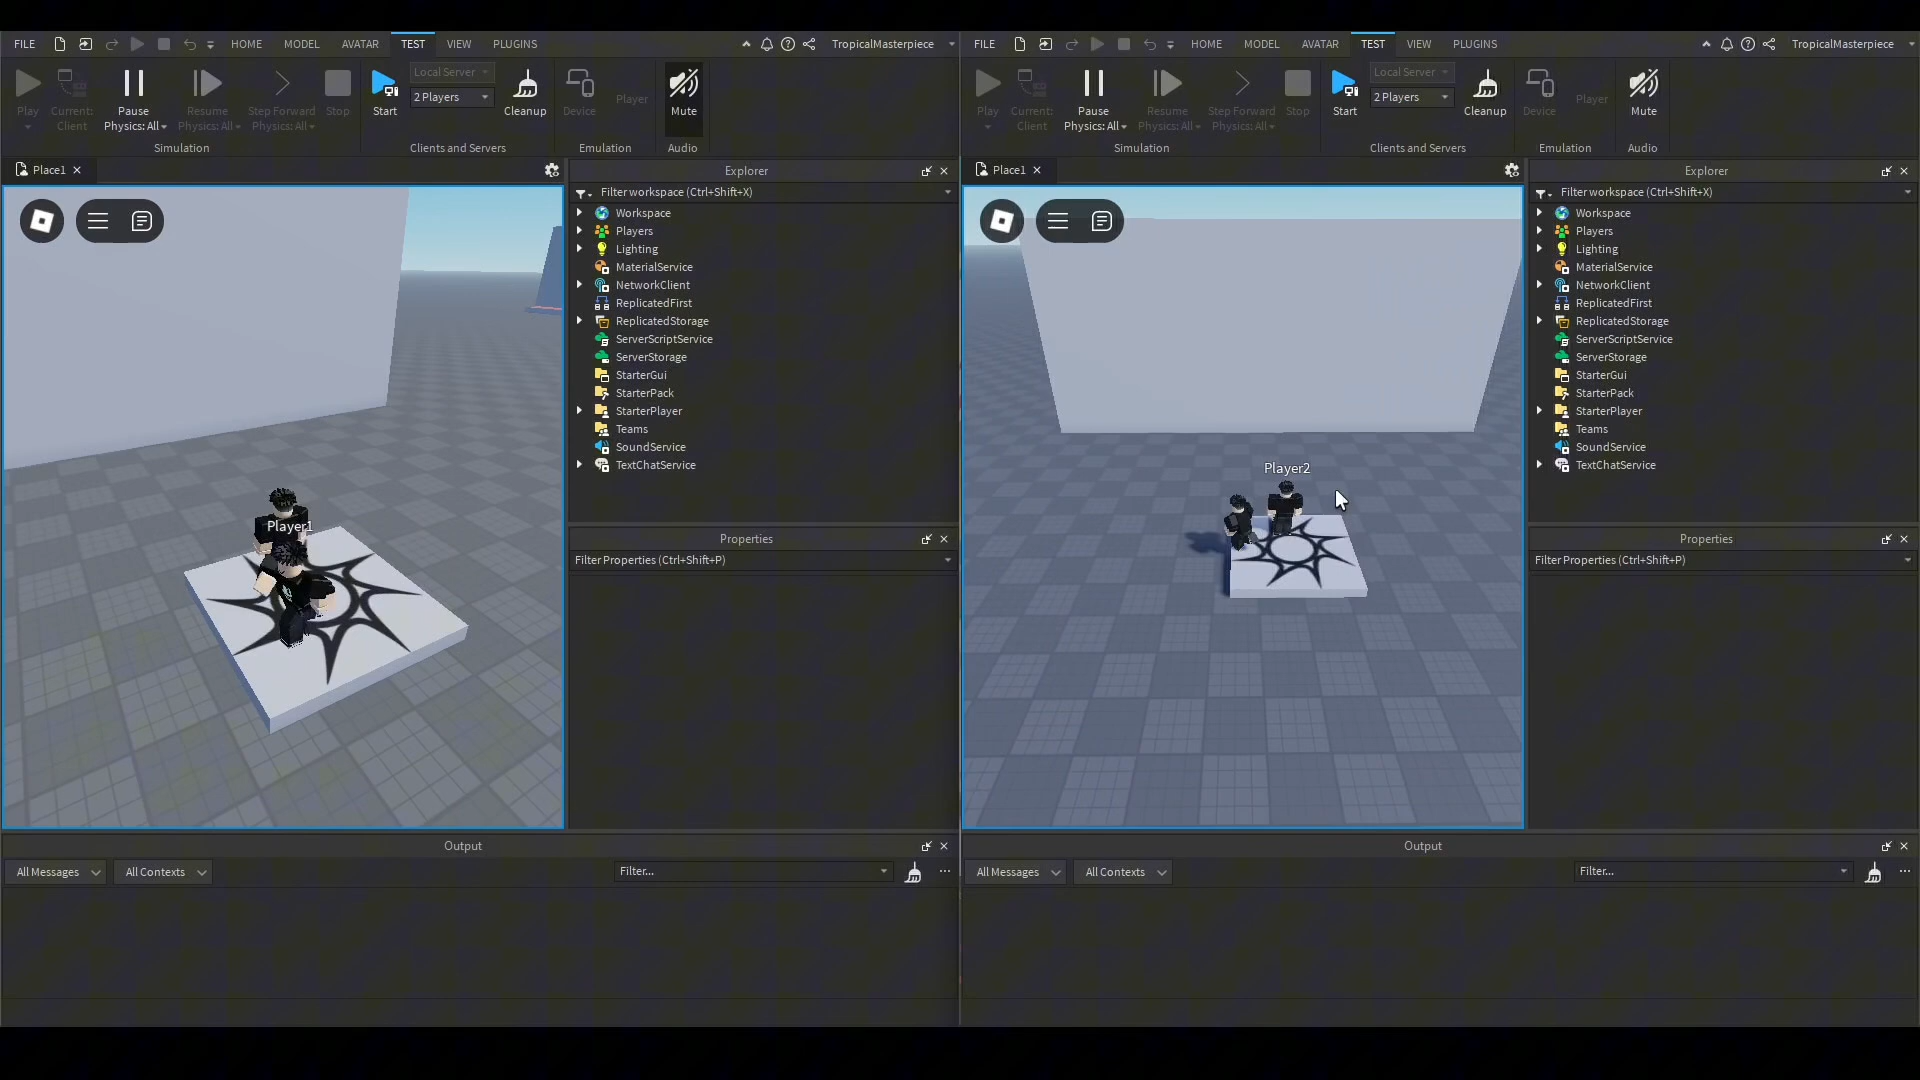 FILE HOME MODEL AVATAR TEST VIEW PLUGINS TropicalMasterpiece
Play Current: Client Pause Physics: All Resume Physics: All Step Forward Physics: All Stop Start Local Server 2 Players Cleanup Device Player Mute
Simulation Clients and Servers Emulation Audio
Place1
Explorer
Filter workspace (Ctrl+Shift+X)
Workspace
Players
Lighting
MaterialService
NetworkClient
ReplicatedFirst
ReplicatedStorage
ServerScriptService
ServerStorage
StarterGui
StarterPack
StarterPlayer
Teams
SoundService
TextChatService
Player1
Properties
Filter Properties (Ctrl+Shift+P)
Output
All Messages All Contexts Filter...
FILE HOME MODEL AVATAR TEST VIEW PLUGINS TropicalMasterpiece
Play Current: Client Pause Physics: All Resume Physics: All Step Forward Physics: All Stop Start Local Server 2 Players Cleanup Device Player Mute
Simulation Clients and Servers Emulation Audio
Place1
Explorer
Filter workspace (Ctrl+Shift+X)
Workspace
Players
Lighting
MaterialService
NetworkClient
ReplicatedFirst
ReplicatedStorage
ServerScriptService
ServerStorage
StarterGui
StarterPack
StarterPlayer
Teams
SoundService
TextChatService
Player2
Properties
Filter Properties (Ctrl+Shift+P)
Output
All Messages All Contexts Filter...